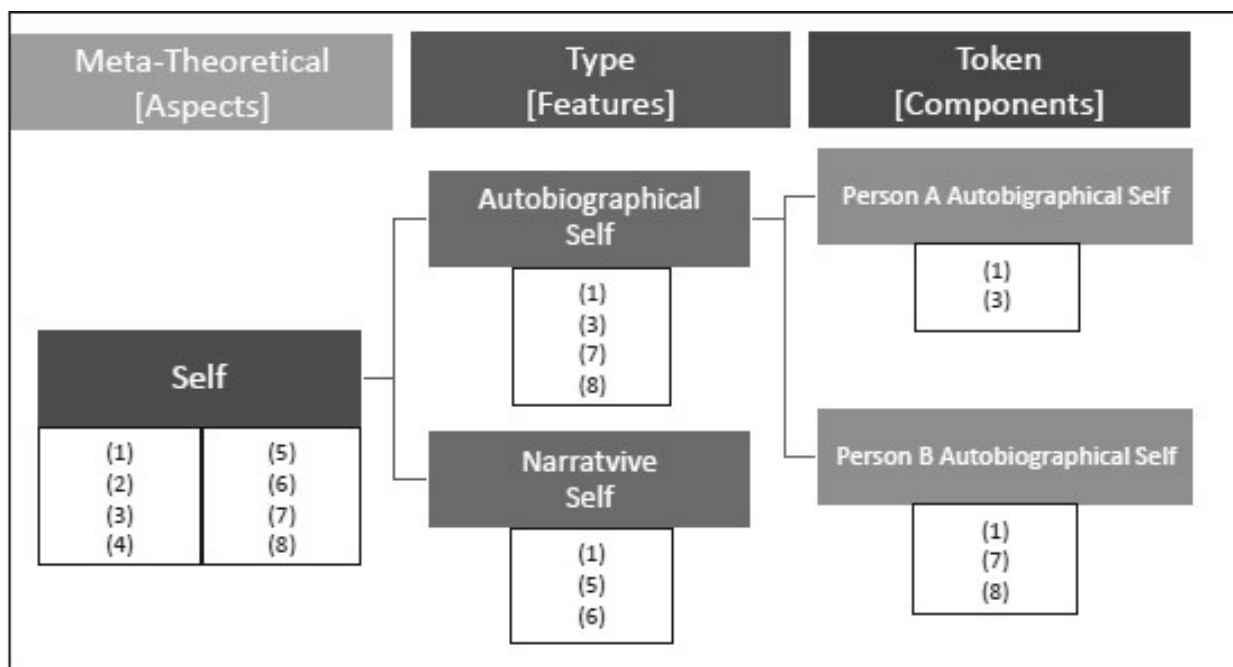 Meta-Theoretical
[Aspects]
Type
[Features]
Token
[Components]
Self
(1)
(2)
(3)
(4)
(5)
(6)
(7)
(8)
Autobiographical
Self
(1)
(3)
(7)
(8)
Narratvive
Self
(1)
(5)
(6)
Person A Autobigraphical Self
(1)
(3)
Person B Autobiographical Self
(1)
(7)
(8)